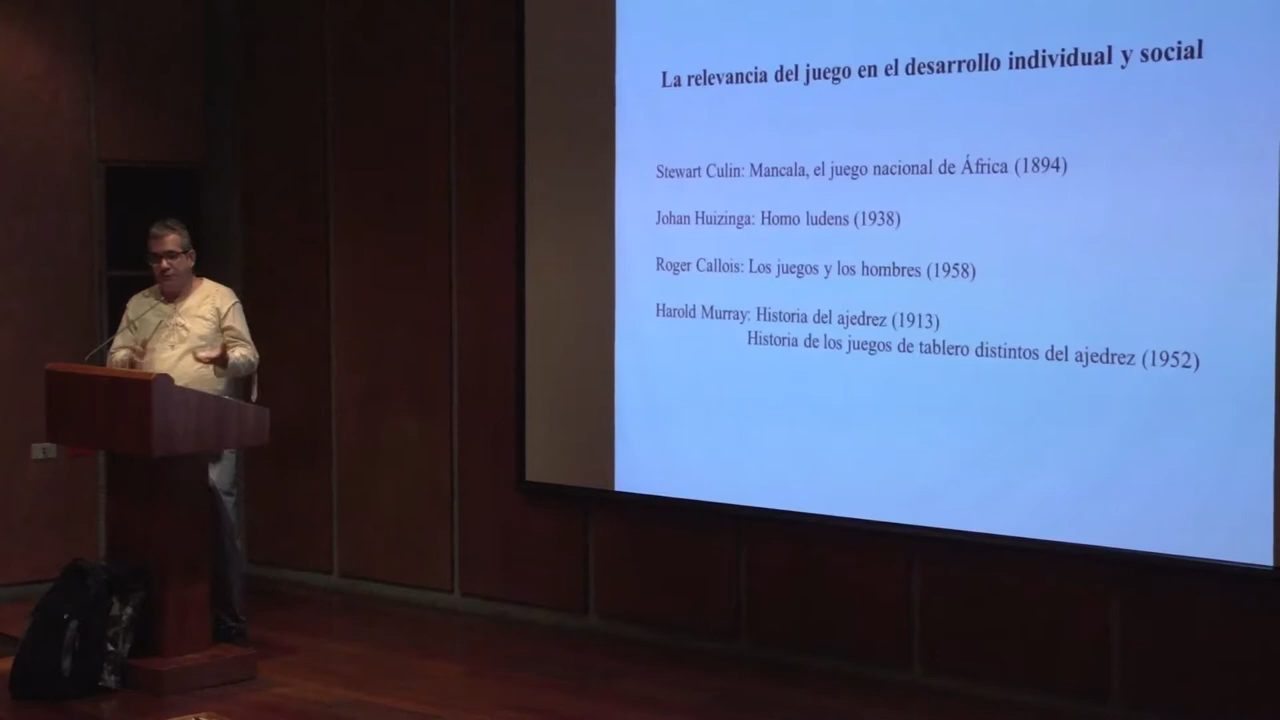 La relevancia del juego en el desarrollo individual y social
Stewart Culin: Mancala, el juego nacional de África (1894)
Johan Huizinga: Homo ludens (1938)
Roger Callois: Los juegos y los hombres (1958)
Harold Murray: Historia del ajedrez (1913)
Historia de los juegos de tablero distintos del ajedrez (1952)